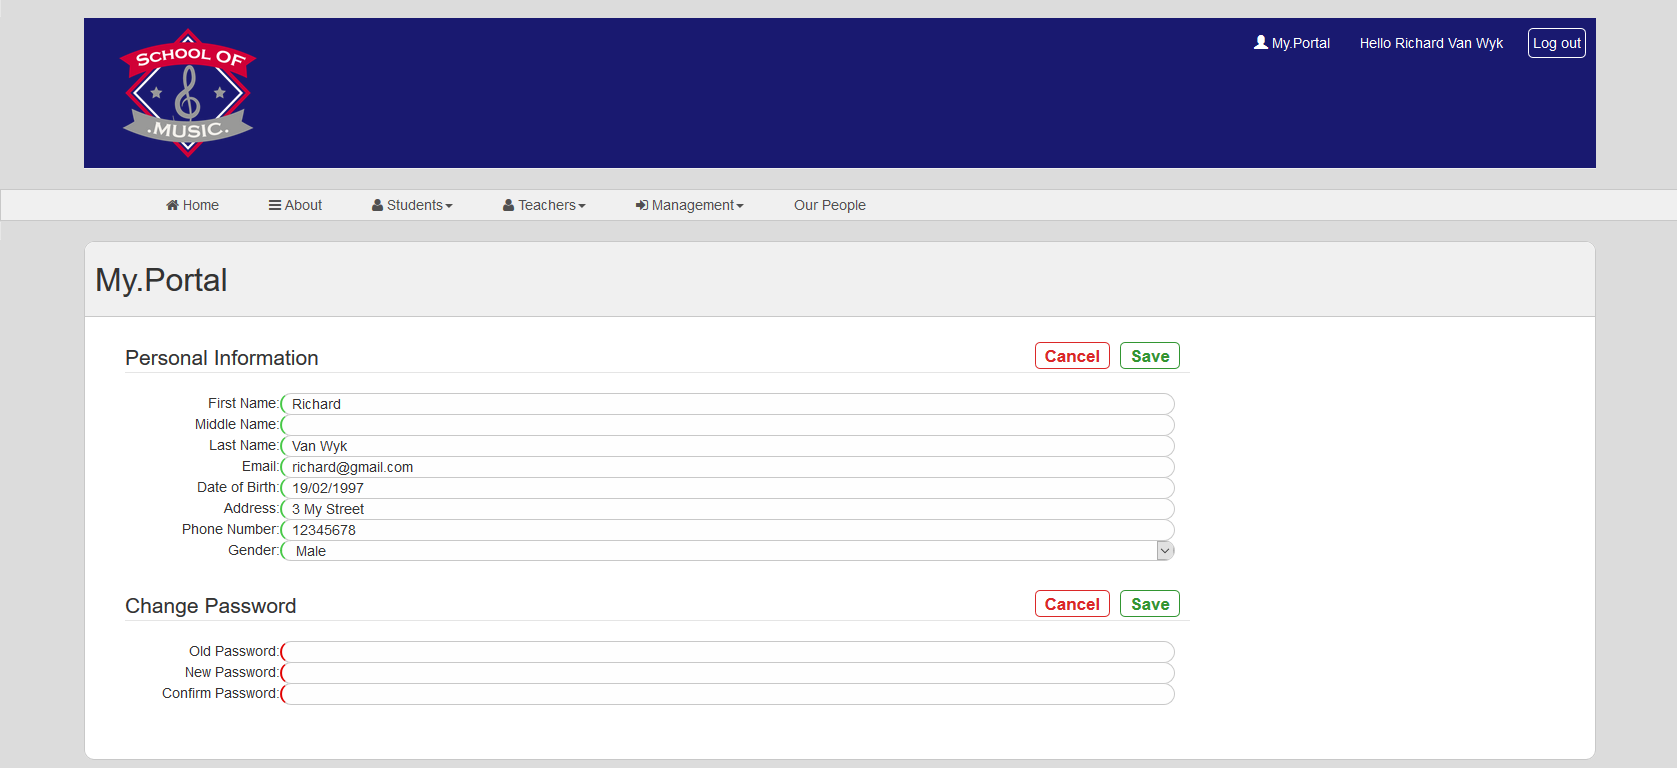 SCHOOL OF
.MUSIC.
My.Portal
Hello Richard Van Wyk
Log out
Home
About
Students
Teachers
Management
Our People
My.Portal
Personal Information
Cancel
Save
First Name:
Richard
Middle Name:
Last Name:
Van Wyk
Email:
richard@gmail.com
Date of Birth:
19/02/1997
Address:
3 My Street
Phone Number:
12345678
Gender:
Male
Change Password
Cancel
Save
Old Password:
New Password:
Confirm Password: